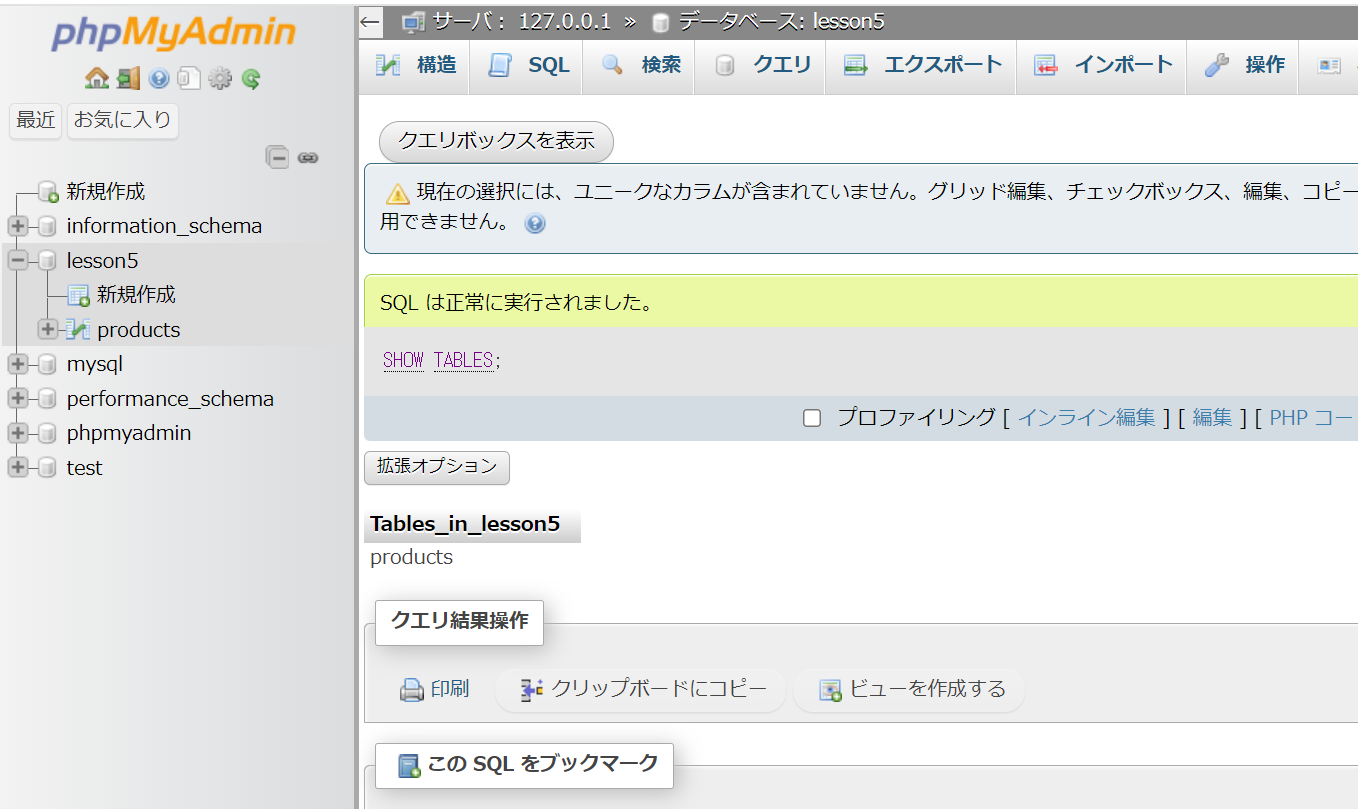 phpMyAdmin
最近 お気に入り
新規作成
information_schema
lesson5
新規作成
products
mysql
performance_schema
phpmyadmin
test
← サーバ： 127.0.0.1 » データベース: lesson5
構造 SQL 検索 クエリ エクスポート インポート 操作
クエリボックスを表示
現在の選択には、ユニークなカラムが含まれていません。グリッド編集、チェックボックス、編集、コピー
用できません。
SQL は正常に実行されました。
SHOW TABLES;
プロファイリング [ インライン編集 ] [ 編集 ] [ PHP コー
拡張オプション
Tables_in_lesson5
products
クエリ結果操作
印刷 クリップボードにコピー ビューを作成する
この SQL をブックマーク